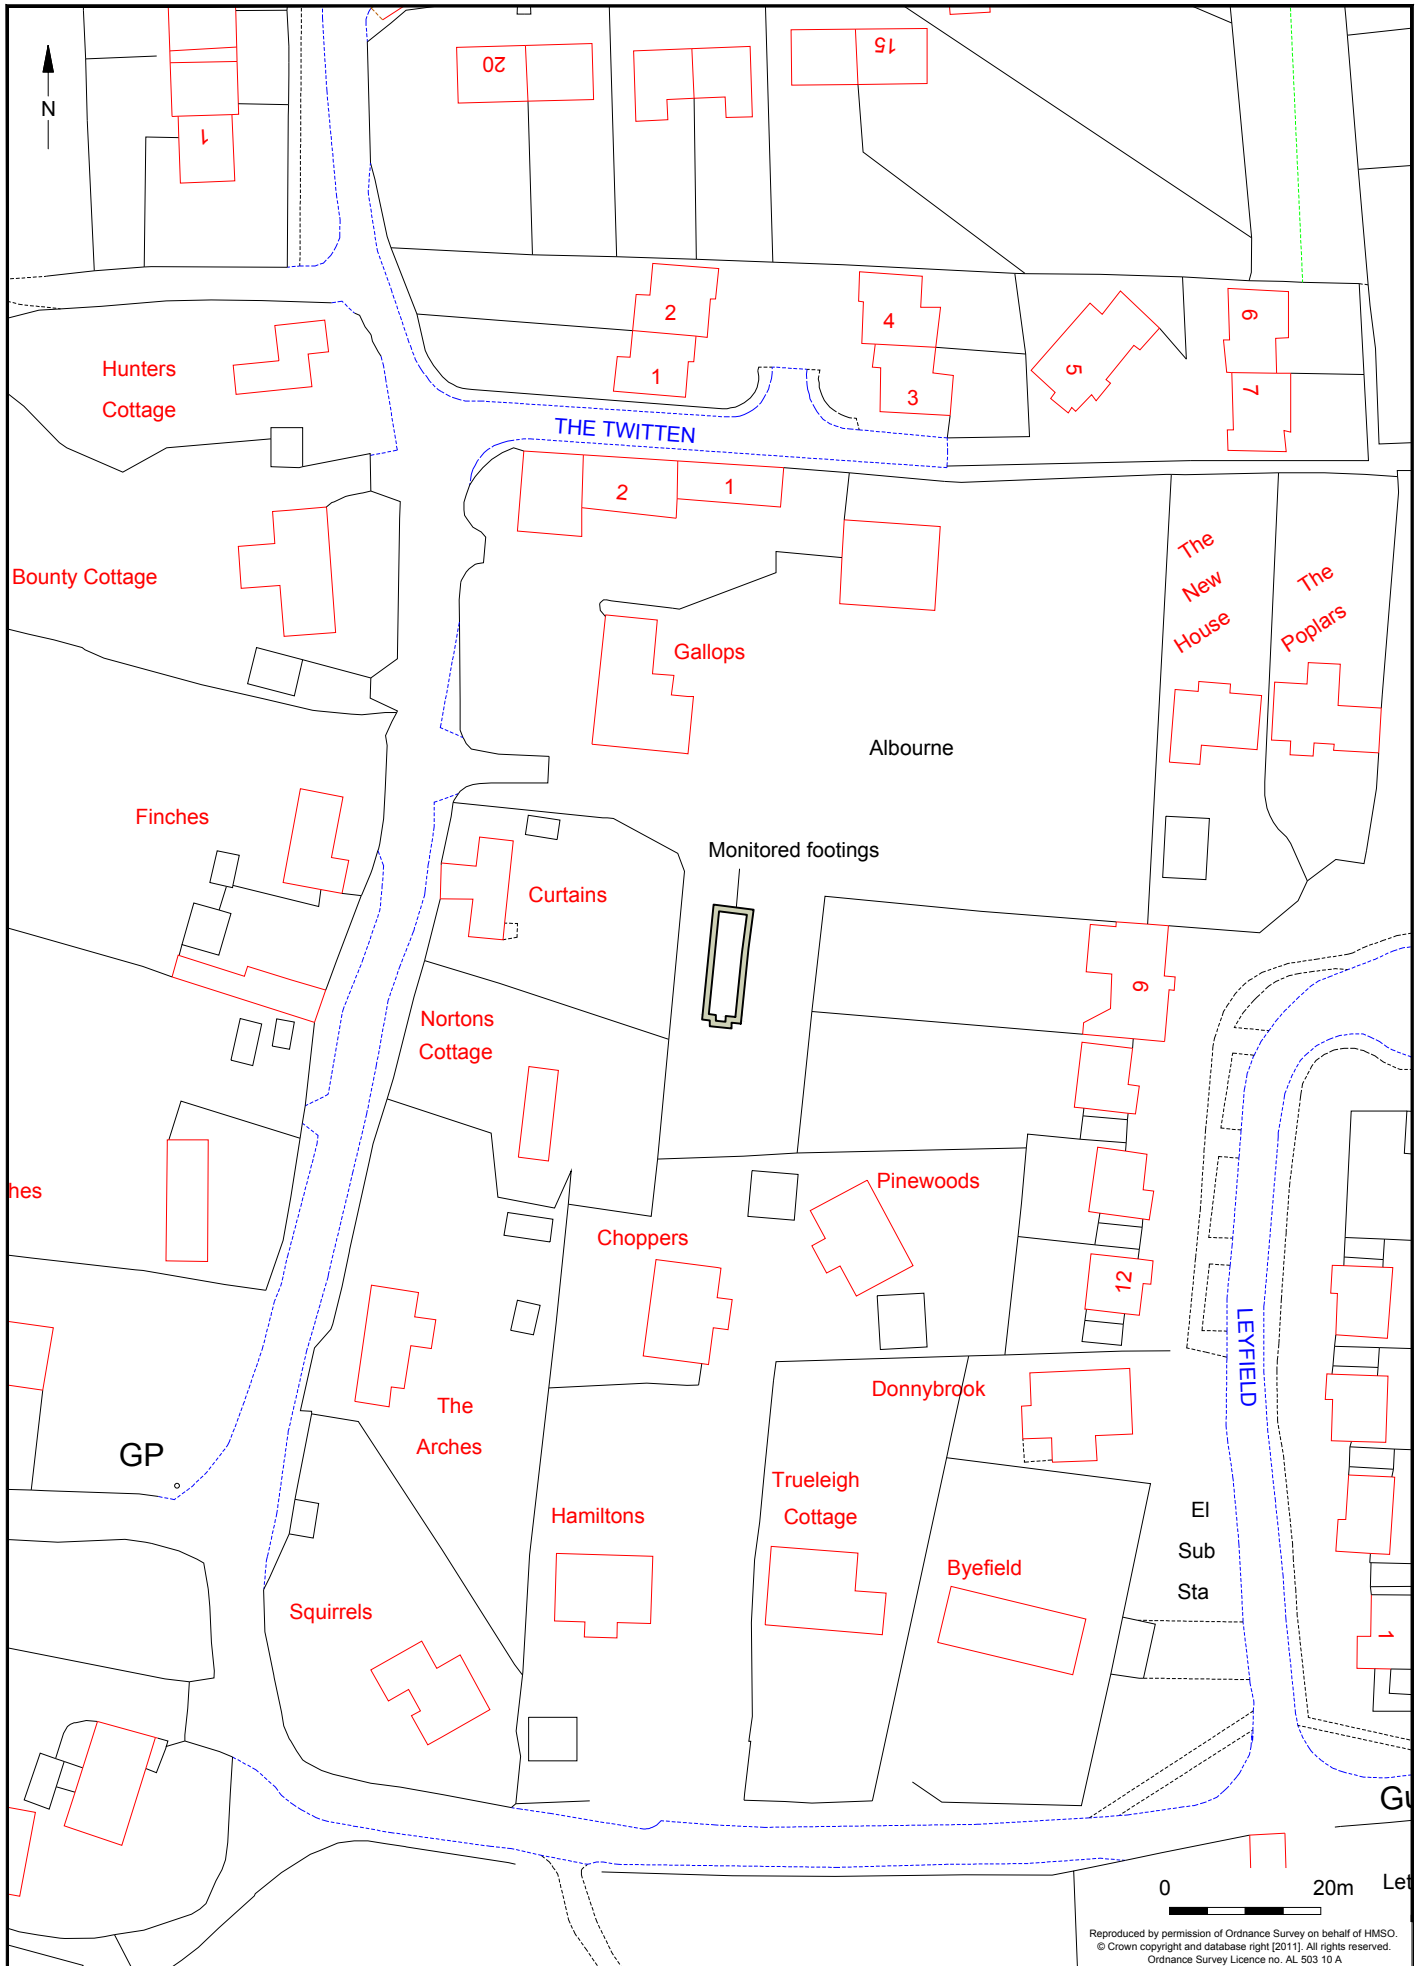 20
15
1
N
2
4
6
5
7
1
3
Hunters
Cottage
THE TWITTEN
2
1
The
New
House
The
Poplars
Bounty Cottage
Gallops
Albourne
Finches
Monitored footings
Curtains
9
Nortons
Cottage
Pinewoods
hes
Choppers
12
LEYFIELD
Donnybrook
The
Arches
GP
Trueleigh
Cottage
Hamiltons
El
Sub
Sta
Byefield
Squirrels
1
Gu
0 20m
Let
Reproduced by permission of Ordnance Survey on behalf of HMSO.
© Crown copyright and database right [2011]. All rights reserved.
Ordnance Survey Licence no. AL 503 10 A